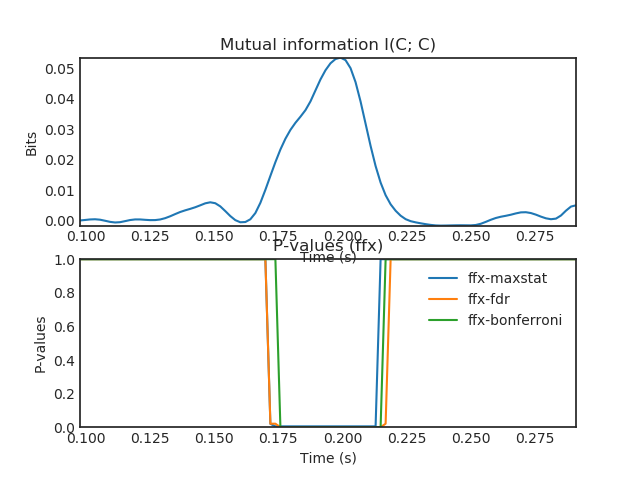 Mutual information I(C; C)
0.05
0.04
0.03
0.02
0.01
0.00
Bits
0.100 0.125 0.150 0.175 0.200 0.225 0.250 0.275
Time (s)
P-values (ffx)
1.0
0.8
0.6
0.4
0.2
0.0
P-values
ffx-maxstat
ffx-fdr
ffx-bonferroni
0.100 0.125 0.150 0.175 0.200 0.225 0.250 0.275
Time (s)